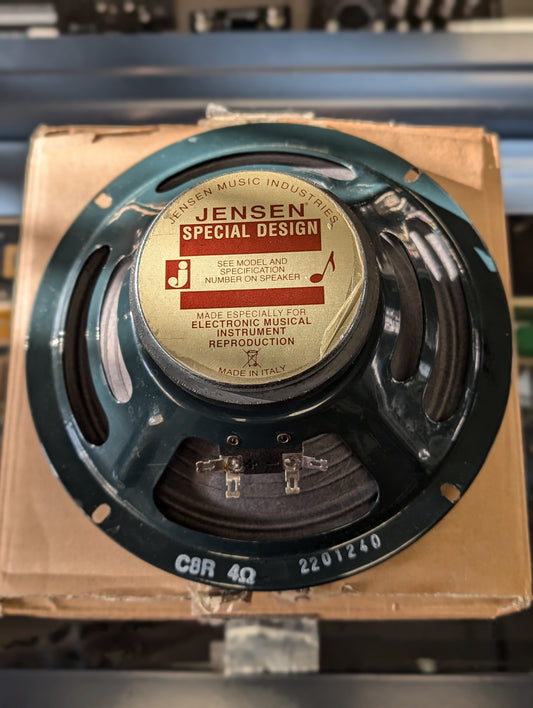 JENSEN MUSIC INDUSTRIES
JENSEN
SPECIAL DESIGN
j
SEE MODEL AND
SPECIFICATION
NUMBER ON SPEAKER
MADE ESPECIALLY FOR
ELECTRONIC MUSICAL
INSTRUMENT
REPRODUCTION
MADE IN ITALY
C8R 4Ω
2201240